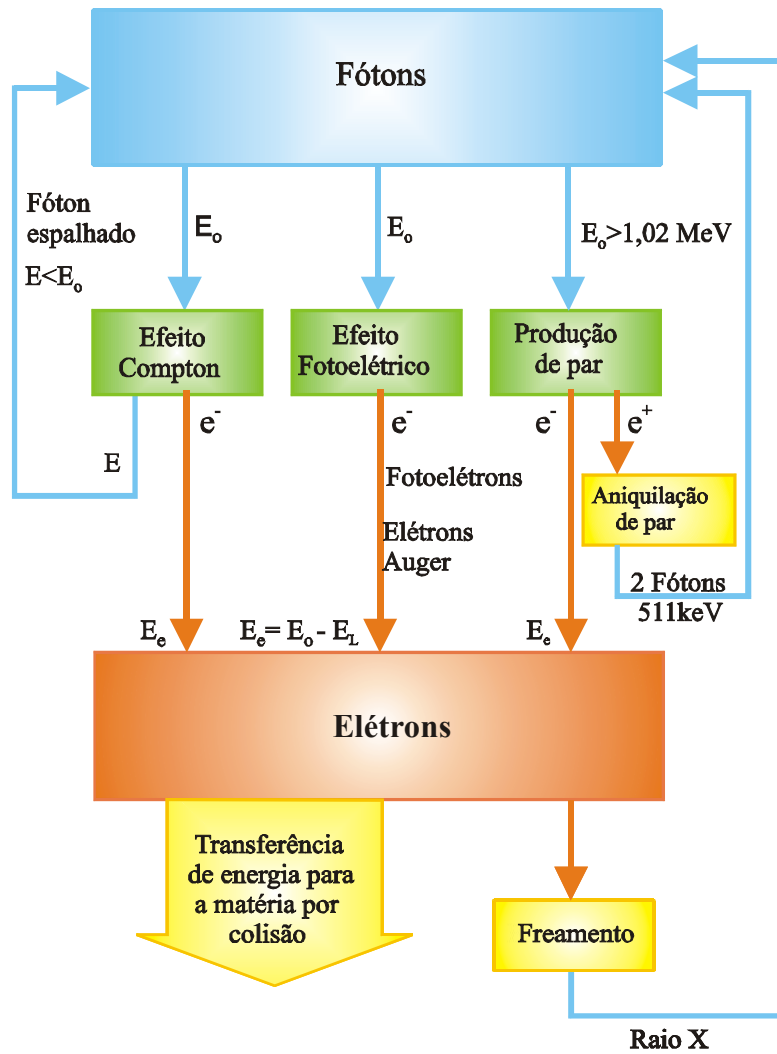 Fótons
Fóton
espalhado
E<Eo
Eo
Eo
Eo>1,02 MeV
Efeito
Compton
Efeito
Fotoelétrico
Produção
de par
E
e-
e-
e-
e+
Fotoelétrons
Elétrons
Auger
Aniquilação
de par
2 Fótons
511keV
Ee
Ee= Eo - EL
Ee
Elétrons
Transferência
de energia para
a matéria por
colisão
Freamento
Raio X